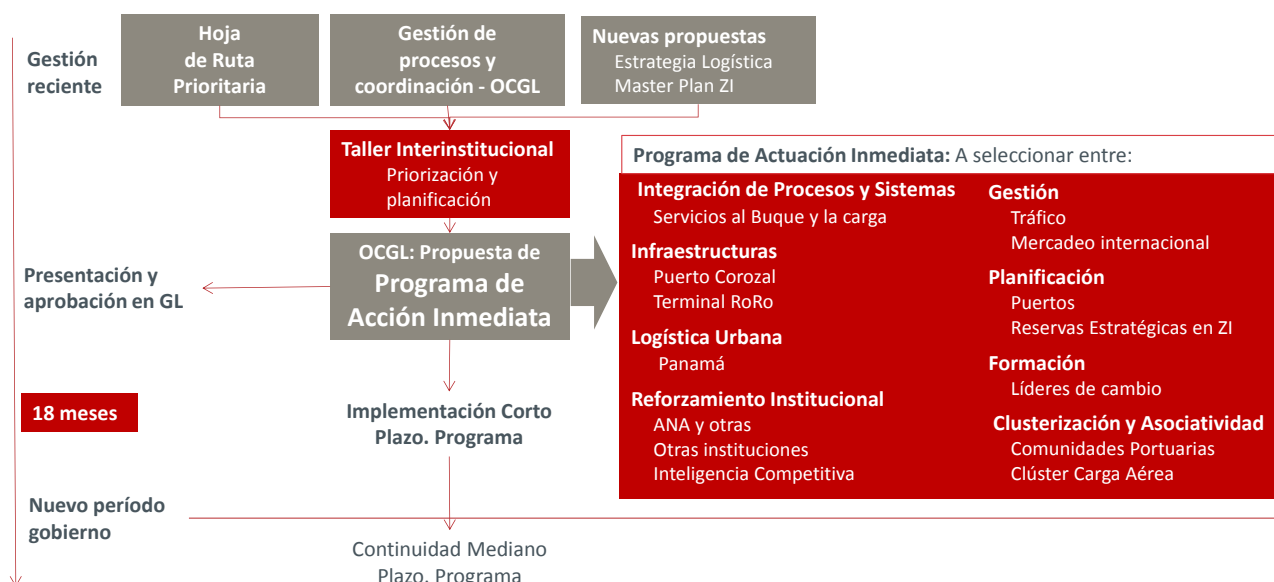 Gestión
reciente
Hoja
de Ruta
Prioritaria
Gestión de
procesos y
coordinación - OCGL
Nuevas propuestas
Estrategia Logística
Master Plan ZI
Taller Interinstitucional
Priorización y
planificación
OCGL: Propuesta de
Programa de
Acción Inmediata
Presentación y
aprobación en GL
18 meses
Implementación Corto
Plazo. Programa
Nuevo período
gobierno
Continuidad Mediano
Plazo. Programa
Programa de Actuación Inmediata: A seleccionar entre:
Integración de Procesos y Sistemas
Servicios al Buque y la carga
Infraestructuras
Puerto Corozal
Terminal RoRo
Logística Urbana
Panamá
Reforzamiento Institucional
ANA y otras
Otras instituciones
Inteligencia Competitiva
Gestión
Tráfico
Mercadeo internacional
Planificación
Puertos
Reservas Estratégicas en ZI
Formación
Líderes de cambio
Clusterización y Asociatividad
Comunidades Portuarias
Clúster Carga Aérea